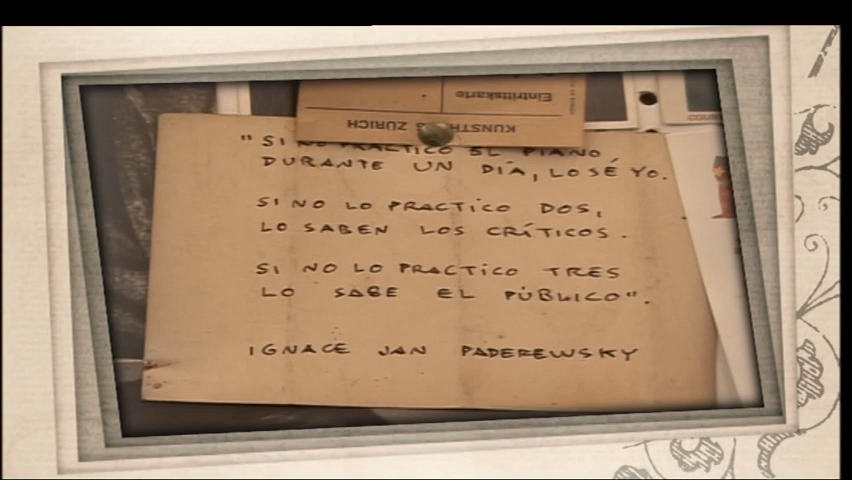 Eintrittskarte
KUNSTHAUS ZÜRICH
"SI NO PRACTICO EL PIANO
DURANTE UN DÍA, LO SÉ YO.
SI NO LO PRACTICO DOS,
LO SABEN LOS CRÍTICOS.
SI NO LO PRACTICO TRES
LO SABE EL PÚBLICO".
IGNACE JAN PADEREWSKY